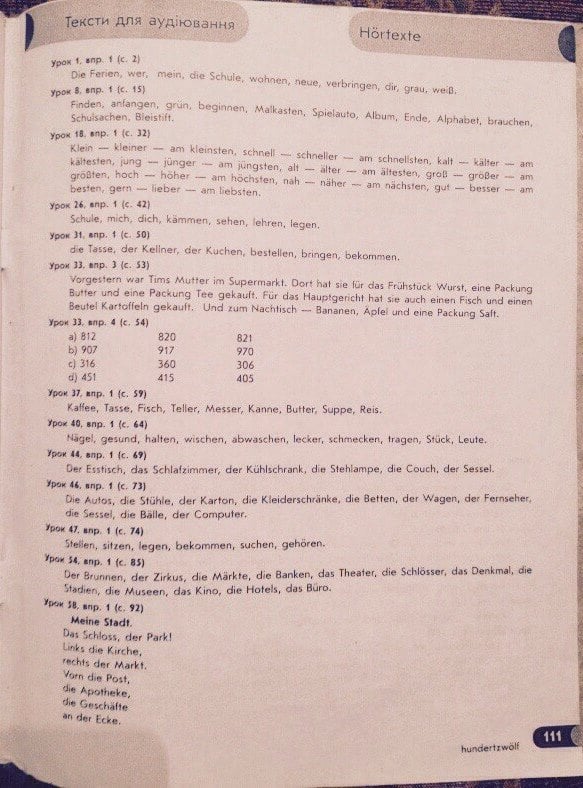 Тексти для аудіювання
Hörtexte
Урок 1, впр. 1 (с. 2)
Die Ferien, wer, mein, die Schule, wohnen, neue, verbringen, dir, grau, weiß.
Урок 8, впр. 1 (с. 15)
Finden, anfangen, grün, beginnen, Malkasten, Spielauto, Album, Ende, Alphabet, brauchen,
Schulsachen, Bleistift.
Урок 18, впр. 1 (с. 32)
Klein — kleiner — am kleinsten, schnell — schneller — am schnellsten, kalt — kälter — am
kältesten, jung — jünger — am jüngsten, alt — älter — am ältesten, groß — größer — am
größten, hoch — höher — am höchsten, nah — näher — am nächsten, gut — besser — am
besten, gern — lieber — am liebsten.
Урок 26, впр. 1 (с. 42)
Schule, mich, dich, kämmen, sehen, lehren, legen.
Урок 31, впр. 1 (с. 50)
die Tasse, der Kellner, der Kuchen, bestellen, bringen, bekommen.
Урок 33, впр. 3 (с. 53)
Vorgestern war Tims Mutter im Supermarkt. Dort hat sie für das Frühstück Wurst, eine Packung
Butter und eine Packung Tee gekauft. Für das Hauptgericht hat sie auch einen Fisch und einen
Beutel Kartoffeln gekauft. Und zum Nachtisch — Bananen, Äpfel und eine Packung Saft.
Урок 33, впр. 4 (с. 54)
a) 812 820 821
b) 907 917 970
c) 316 360 306
d) 451 415 405
Урок 37, впр. 1 (с. 59)
Kaffee, Tasse, Fisch, Teller, Messer, Kanne, Butter, Suppe, Reis.
Урок 40, впр. 1 (с. 64)
Nägel, gesund, halten, wischen, abwaschen, lecker, schmecken, tragen, Stück, Leute.
Урок 44, впр. 1 (с. 69)
Der Esstisch, das Schlafzimmer, der Kühlschrank, die Stehlampe, die Couch, der Sessel.
Урок 46, впр. 1 (с. 73)
Die Autos, die Stühle, der Karton, die Kleiderschränke, die Betten, der Wagen, der Fernseher,
die Sessel, die Bälle, der Computer.
Урок 47, впр. 1 (с. 74)
Stellen, sitzen, legen, bekommen, suchen, gehören.
Урок 54, впр. 1 (с. 85)
Der Brunnen, der Zirkus, die Märkte, die Banken, das Theater, die Schlösser, das Denkmal, die
Stadien, die Museen, das Kino, die Hotels, das Büro.
Урок 58, впр. 1 (с. 92)
Meine Stadt.
Das Schloss, der Park!
Links die Kirche,
rechts der Markt.
Vorn die Post,
die Apotheke,
die Geschäfte
an der Ecke.
hundertzwölf
111